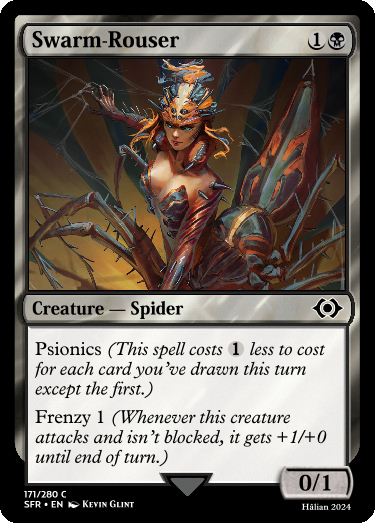 Swarm-Rouser 1
Creature — Spider
Psionics (This spell costs 1 less to cost
for each card you've drawn this turn
except the first.)
Frenzy 1 (Whenever this creature
attacks and isn't blocked, it gets +1/+0
until end of turn.)
0/1
171/280 C
SFR • EN Kevin Glint
Hālian 2024